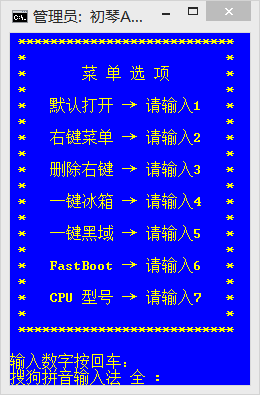 管理员: 初琴A...
**************************
* *
* 菜 单 选 项 *
* *
* 默认打开 → 请输入1 *
* *
* 右键菜单 → 请输入2 *
* *
* 删除右键 → 请输入3 *
* *
* 一键冰箱 → 请输入4 *
* *
* 一键黑域 → 请输入5 *
* *
* FastBoot → 请输入6 *
* *
* CPU 型号 → 请输入7 *
* *
**************************
输入数字按回车:
搜狗拼音输入法 全 :